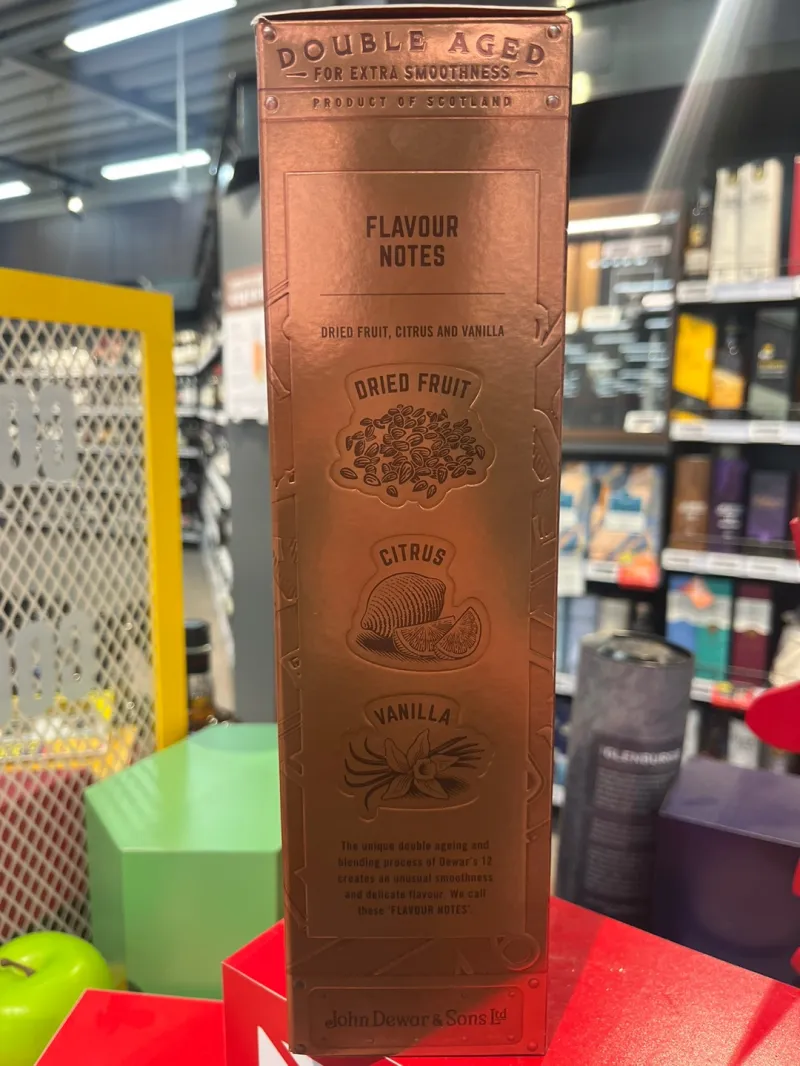 DOUBLE AGED
FOR EXTRA SMOOTHNESS
PRODUCT OF SCOTLAND
FLAVOUR
NOTES
DRIED FRUIT, CITRUS AND VANILLA
DRIED FRUIT
CITRUS
VANILLA
The unique double ageing and
blending process of Dewar's 12
creates an unusual smoothness
and delicate flavour. We call
these 'FLAVOUR NOTES'.
John Dewar & Sons Ltd